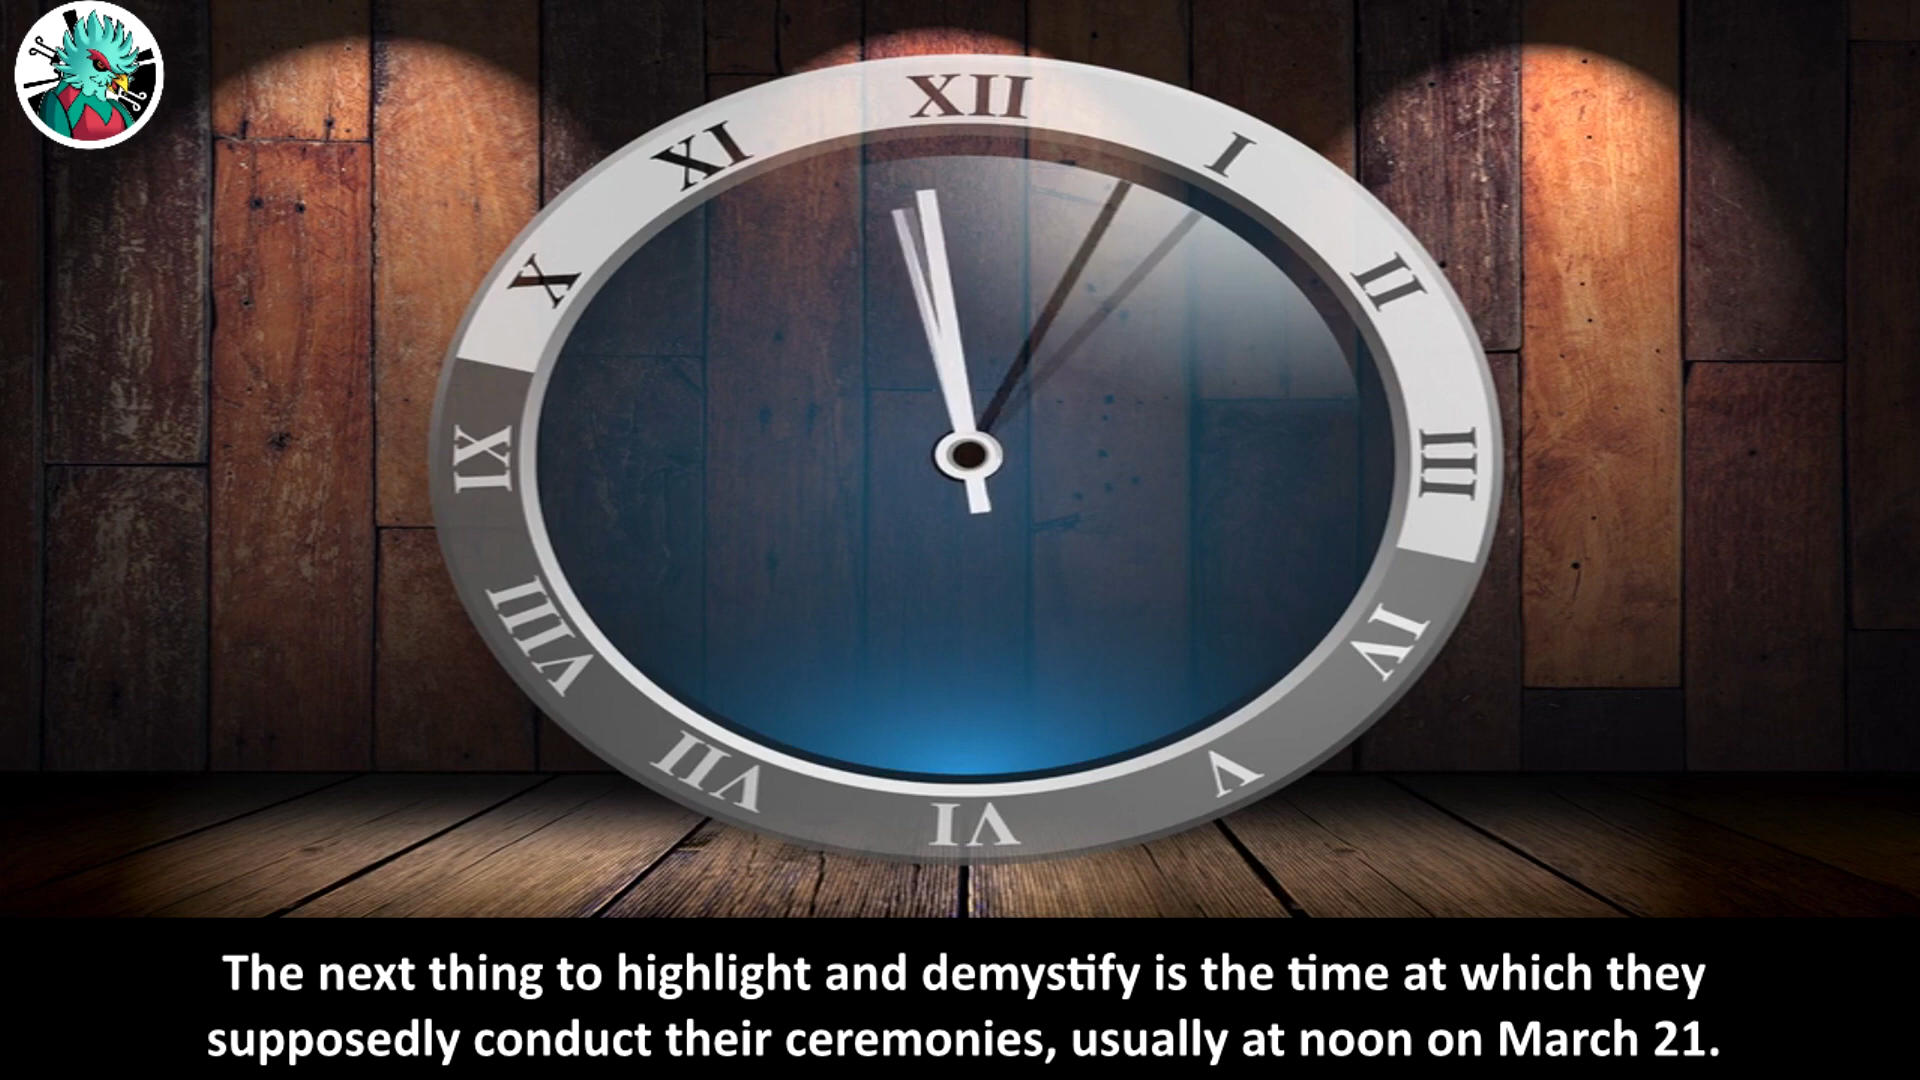 XII
XI
I
X
II
IX
III
VIII
IV
VII
V
VI
The next thing to highlight and demystify is the time at which they
supposedly conduct their ceremonies, usually at noon on March 21.